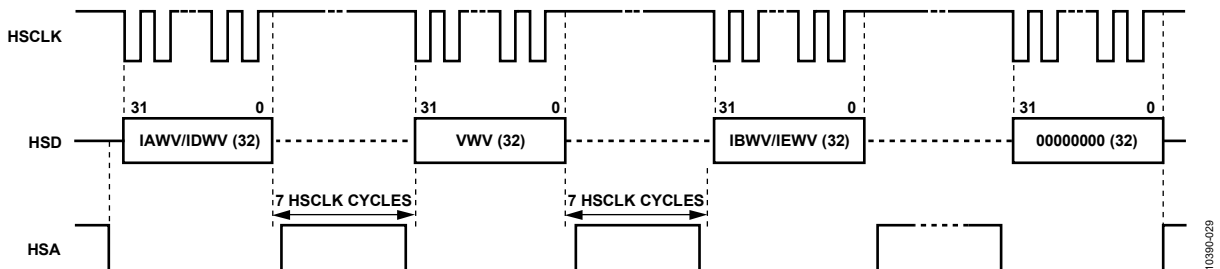 HSCLK
31 0 31 0 31 0 31 0
HSD IAWV/IDWV (32) VWV (32) IBWV/IEWV (32) 00000000 (32)
7 HSCLK CYCLES 7 HSCLK CYCLES
HSA
10390-029